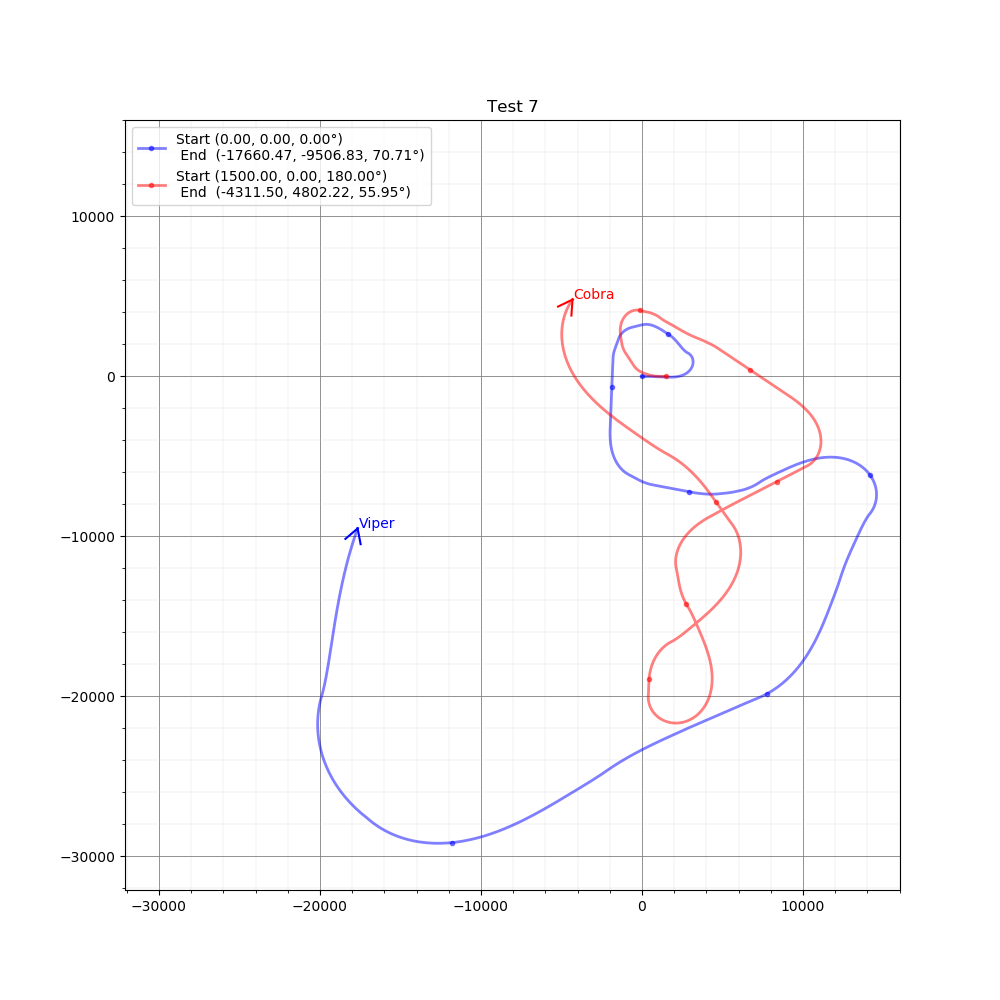 Test 7
Start (0.00, 0.00, 0.00°)
End (-17660.47, -9506.83, 70.71°)
Start (1500.00, 0.00, 180.00°)
End (-4311.50, 4802.22, 55.95°)
10000
Cobra
0
Viper
−10000
−20000
−30000
−30000 −20000 −10000 0 10000